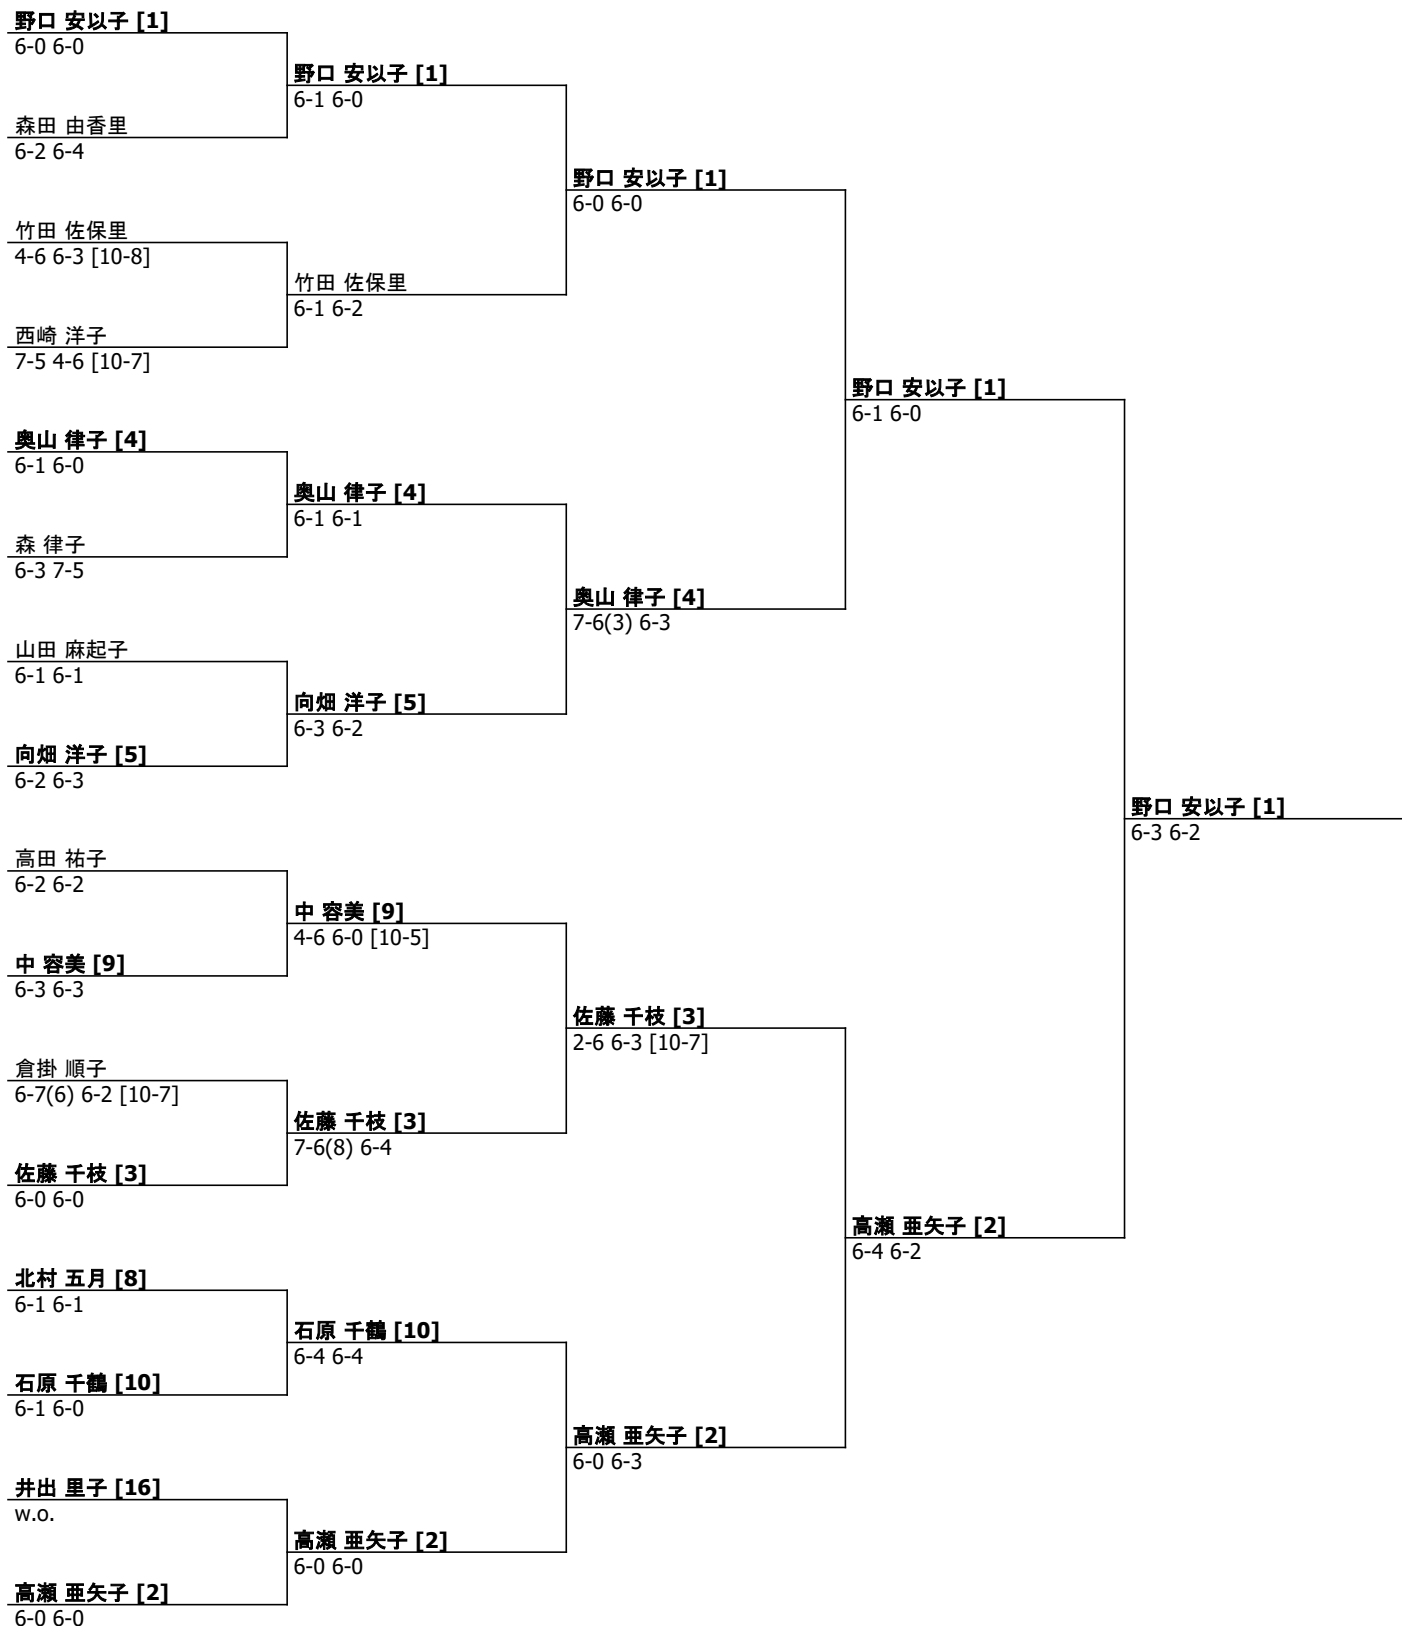 野口 安以子 [1]
6-0 6-0
野口 安以子 [1]
6-1 6-0
森田 由香里
6-2 6-4
野口 安以子 [1]
6-0 6-0
竹田 佐保里
4-6 6-3 [10-8]
竹田 佐保里
6-1 6-2
西崎 洋子
7-5 4-6 [10-7]
野口 安以子 [1]
6-1 6-0
奥山 律子 [4]
6-1 6-0
奥山 律子 [4]
6-1 6-1
森 律子
6-3 7-5
奥山 律子 [4]
7-6(3) 6-3
山田 麻起子
6-1 6-1
向畑 洋子 [5]
6-3 6-2
向畑 洋子 [5]
6-2 6-3
野口 安以子 [1]
6-3 6-2
高田 祐子
6-2 6-2
中 容美 [9]
4-6 6-0 [10-5]
中 容美 [9]
6-3 6-3
佐藤 千枝 [3]
2-6 6-3 [10-7]
倉掛 順子
6-7(6) 6-2 [10-7]
佐藤 千枝 [3]
7-6(8) 6-4
佐藤 千枝 [3]
6-0 6-0
高瀬 亜矢子 [2]
6-4 6-2
北村 五月 [8]
6-1 6-1
石原 千鶴 [10]
6-4 6-4
石原 千鶴 [10]
6-1 6-0
高瀬 亜矢子 [2]
6-0 6-3
井出 里子 [16]
w.o.
高瀬 亜矢子 [2]
6-0 6-0
高瀬 亜矢子 [2]
6-0 6-0